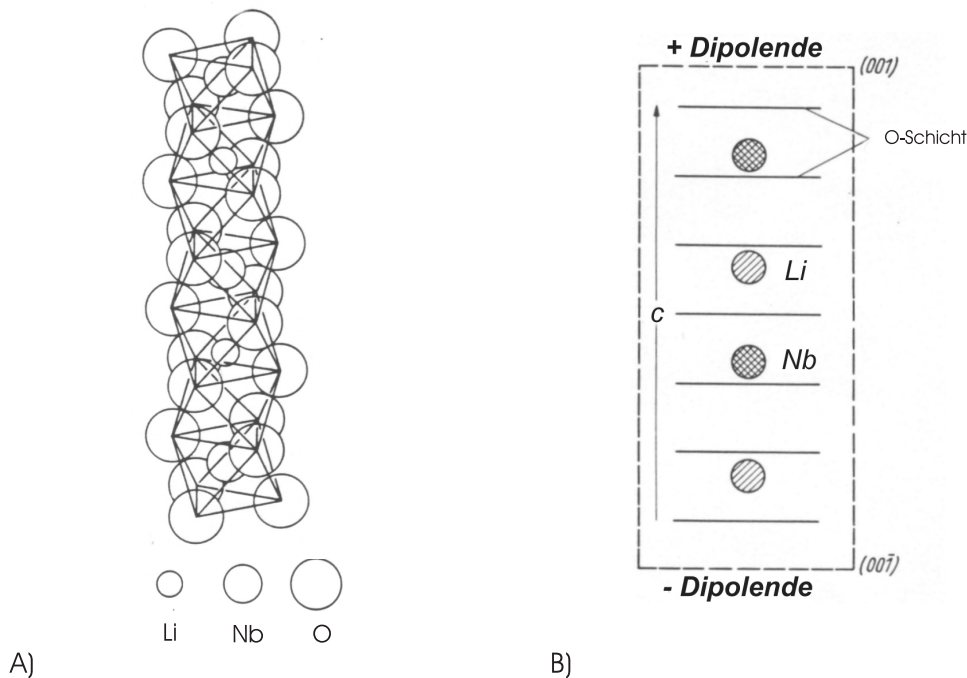 Li
Nb
O
A)
+ Dipolende
(001)
O-Schicht
Li
c
Nb
(001̄)
- Dipolende
B)